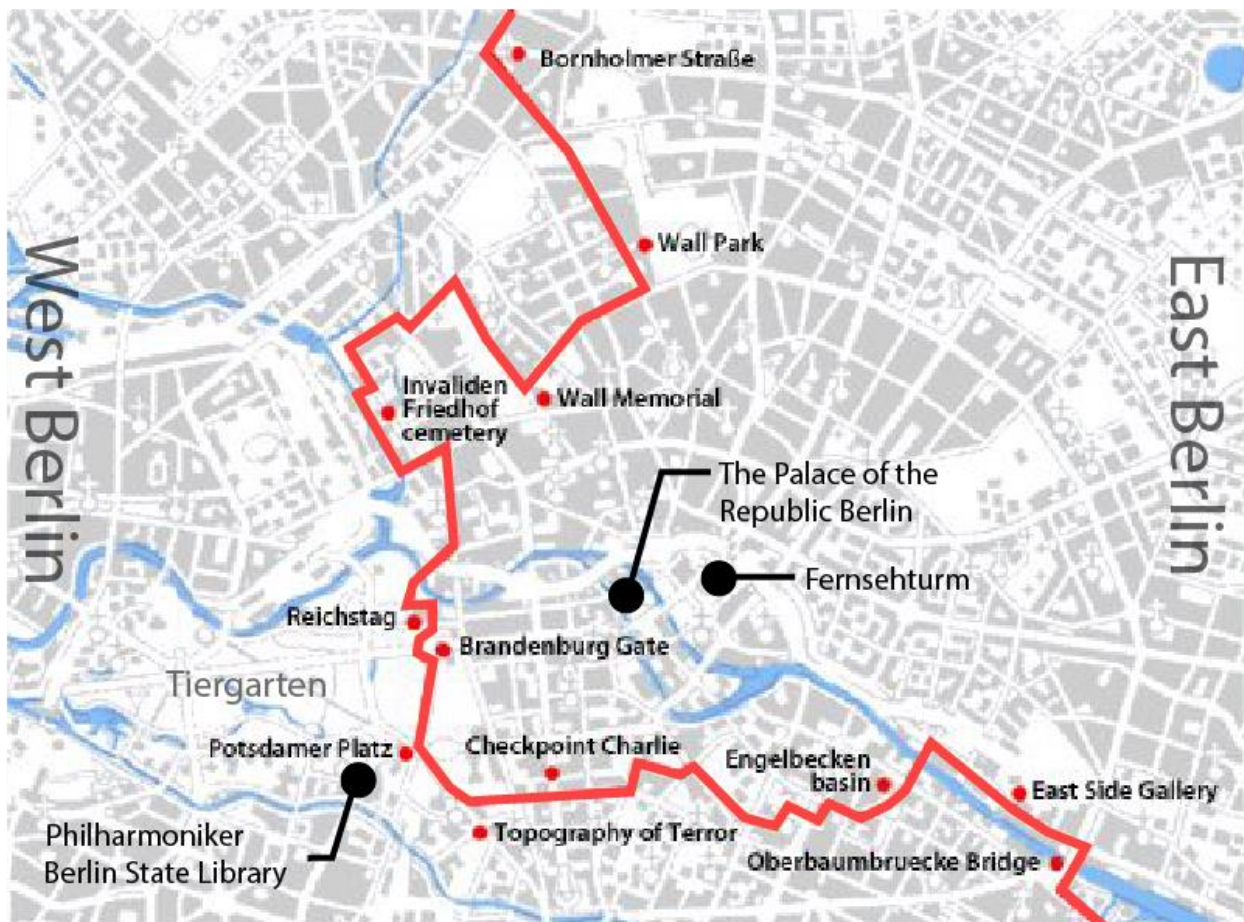 Bornholmer Straße
Wall Park
West Berlin
East Berlin
Invaliden
Friedhof
cemetery
Wall Memorial
The Palace of the
Republic Berlin
Fernsehturm
Reichstag
Brandenburg Gate
Tiergarten
Potsdamer Platz
Checkpoint Charlie
Engelbecken
basin
East Side Gallery
Philharmoniker
Berlin State Library
Topography of Terror
Oberbaumbruecke Bridge